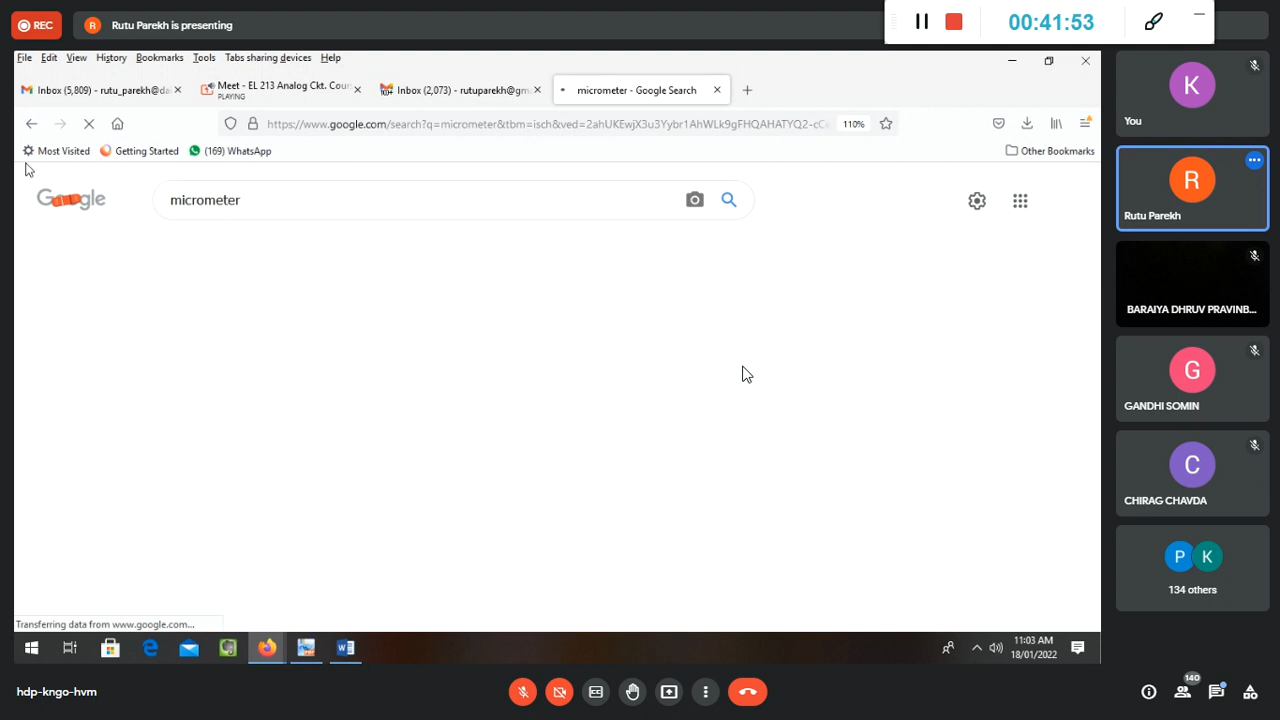 REC
R Rutu Parekh is presenting
00:41:53
File Edit View History Bookmarks Tools Tabs sharing devices Help
Inbox (5,809) - rutu_parekh@dai
Meet - EL 213 Analog Ckt. Cour
PLAYING
Inbox (2,073) - rutuparekh@gm
micrometer - Google Search
https://www.google.com/search?q=micrometer&tbm=isch&ved=2ahUKEwjX3u3Yybr1AhWLk9gFHQAHATYQ2-cCe
110%
Most Visited Getting Started (169) WhatsApp Other Bookmarks
Google
micrometer
Transferring data from www.google.com...
11:03 AM
18/01/2022
K
You
R
Rutu Parekh
BARAIYA DHRUV PRAVINB...
G
GANDHI SOMIN
C
CHIRAG CHAVDA
P K
134 others
hdp-kngo-hvm
140